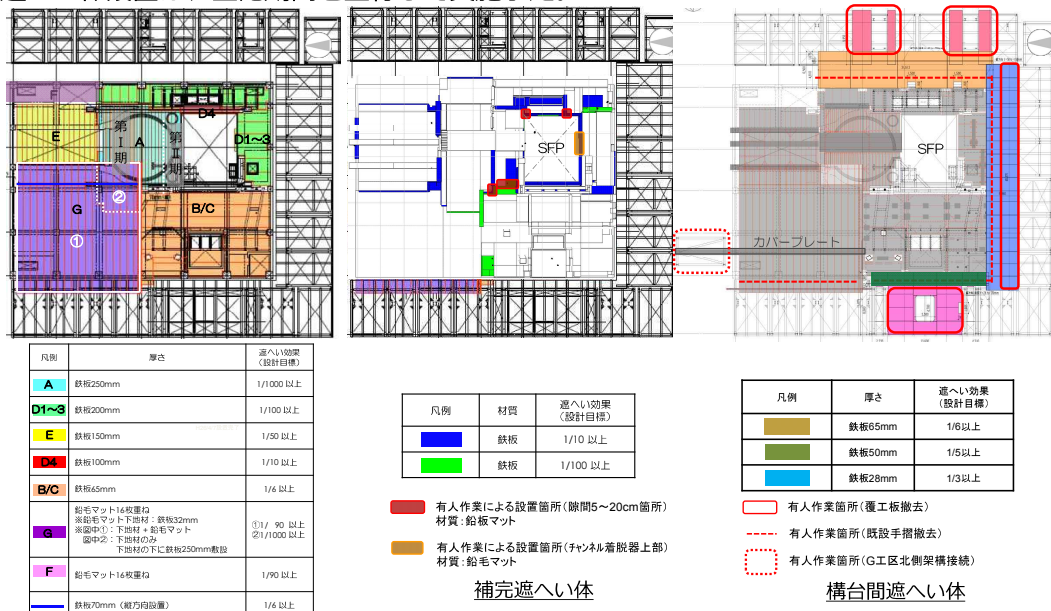 F
E
第Ⅰ期
A
第Ⅱ期
D4
D1~3
G
②
①
B/C
SFP
SFP
カバープレート
凡例 厚さ 遮へい効果
(設計目標)
A 鉄板250mm 1/1000 以上
D1~3 鉄板200mm 1/100 以上
E 鉄板150mm 1/50 以上
D4 鉄板100mm 1/10 以上
B/C 鉄板65mm 1/6 以上
G 鉛毛マット16枚重ね
※鉛毛マット下地材:鉄板32mm
※図中①:下地材+鉛毛マット
図中②:下地材のみ
下地材の下に鉄板250mm敷設
①1/ 90 以上
②1/1000 以上
F 鉛毛マット16枚重ね 1/90 以上
鉄板70mm (縦方向設置) 1/6 以上
凡例 材質 遮へい効果
(設計目標)
鉄板 1/10 以上
鉄板 1/100 以上
有人作業による設置箇所(隙間5~20cm箇所)
材質:鉛板マット
有人作業による設置箇所(チャンネル着脱器上部)
材質:鉛毛マット
補完遮へい体
凡例 厚さ 遮へい効果
(設計目標)
鉄板65mm 1/6以上
鉄板50mm 1/5以上
鉄板28mm 1/3以上
有人作業箇所(覆工板撤去)
有人作業箇所(既設手摺撤去)
有人作業箇所(G工区北側架構接続)
構台間遮へい体